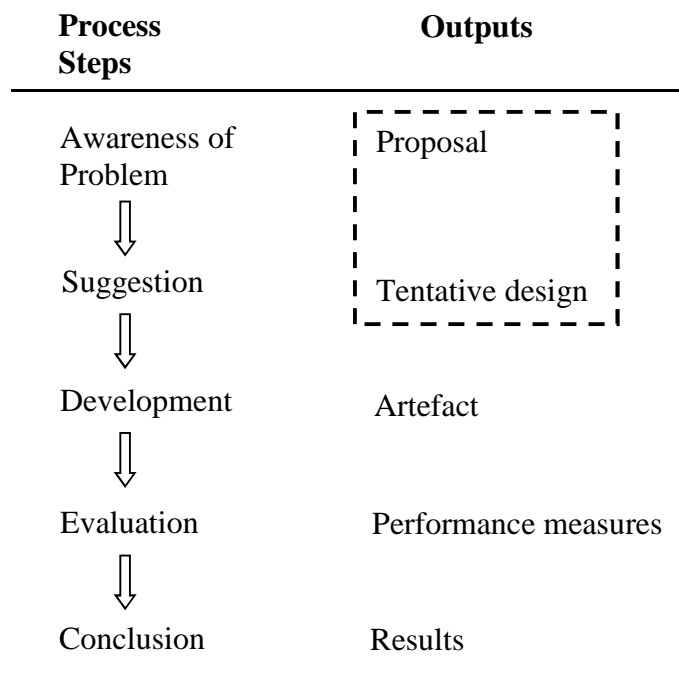 Process Steps
Outputs
Awareness of Problem
Proposal
Suggestion
Tentative design
Development
Artefact
Evaluation
Performance measures
Conclusion
Results